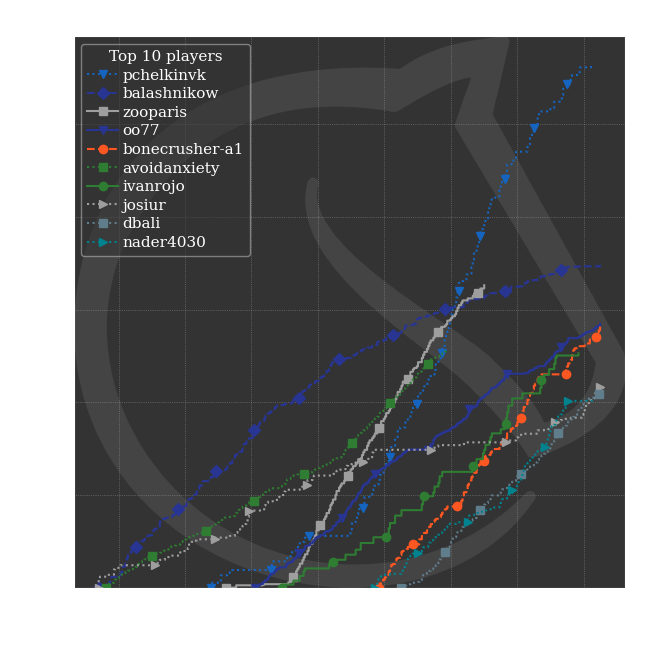 Top 10 players
pchelkinvk
balashnikow
zooparis
oo77
bonecrusher-a1
avoidanxiety
ivanrojo
josiur
dbali
nader4030